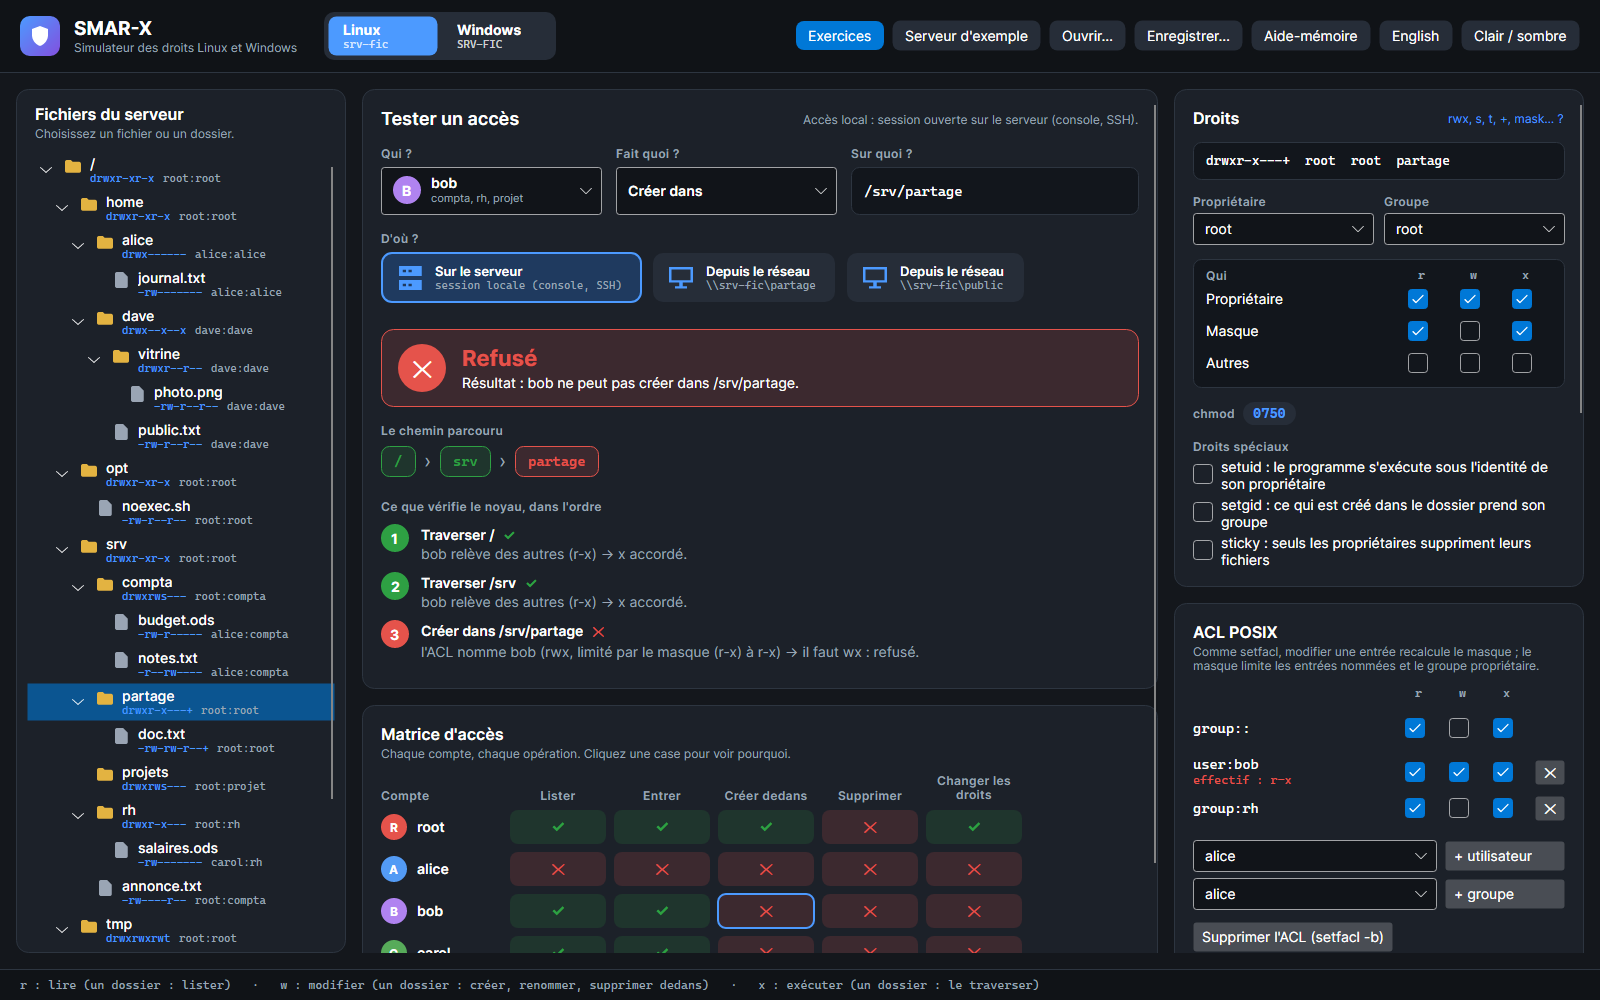 SMAR-X
Simulateur des droits Linux et Windows
Linux
srv-fic
Windows
SRV-FIC
Exercices
Serveur d'exemple
Ouvrir...
Enregistrer...
Aide-mémoire
English
Clair / sombre
Fichiers du serveur
Choisissez un fichier ou un dossier.
/
drwxr-xr-x root:root
home
drwxr-xr-x root:root
alice
drwx------ alice:alice
journal.txt
-rw------- alice:alice
dave
drwx--x--x dave:dave
vitrine
drwxr--r-- dave:dave
photo.png
-rw-r--r-- dave:dave
public.txt
-rw-r--r-- dave:dave
opt
drwxr-xr-x root:root
noexec.sh
-rw-r--r-- root:root
srv
drwxr-xr-x root:root
compta
drwxrws--- root:compta
budget.ods
-rw-r----- alice:compta
notes.txt
-r--rw---- alice:compta
partage
drwxr-x---+ root:root
doc.txt
-rw-rw-r--+ root:root
projets
drwxrws--- root:projet
rh
drwxr-x--- root:rh
salaires.ods
-rw------- carol:rh
annonce.txt
-rw----r-- root:compta
tmp
drwxrwxrwt root:root
Tester un accès
Accès local : session ouverte sur le serveur (console, SSH).
Qui ?
Fait quoi ?
Sur quoi ?
B
bob
compta, rh, projet
Créer dans
/srv/partage
D'où ?
Sur le serveur
session locale (console, SSH)
Depuis le réseau
\\srv-fic\partage
Depuis le réseau
\\srv-fic\public
Refusé
Résultat : bob ne peut pas créer dans /srv/partage.
Le chemin parcouru
/ › srv › partage
Ce que vérifie le noyau, dans l'ordre
1 Traverser /
bob relève des autres (r-x) → x accordé.
2 Traverser /srv
bob relève des autres (r-x) → x accordé.
3 Créer dans /srv/partage
l'ACL nomme bob (rwx, limité par le masque (r-x) à r-x) → il faut wx : refusé.
Matrice d'accès
Chaque compte, chaque opération. Cliquez une case pour voir pourquoi.
Compte
Lister
Entrer
Créer dedans
Supprimer
Changer les
droits
R root
A alice
B bob
C carol
Droits
rwx, s, t, +, mask... ?
drwxr-x---+ root root partage
Propriétaire
Groupe
root
root
Qui r w x
Propriétaire
Masque
Autres
chmod 0750
Droits spéciaux
setuid : le programme s'exécute sous l'identité de
son propriétaire
setgid : ce qui est créé dans le dossier prend son
groupe
sticky : seuls les propriétaires suppriment leurs
fichiers
ACL POSIX
Comme setfacl, modifier une entrée recalcule le masque ; le
masque limite les entrées nommées et le groupe propriétaire.
r w x
group::
user:bob
effectif : r-x
group:rh
alice
+ utilisateur
alice
+ groupe
Supprimer l'ACL (setfacl -b)
r : lire (un dossier : lister) · w : modifier (un dossier : créer, renommer, supprimer dedans) · x : exécuter (un dossier : le traverser)